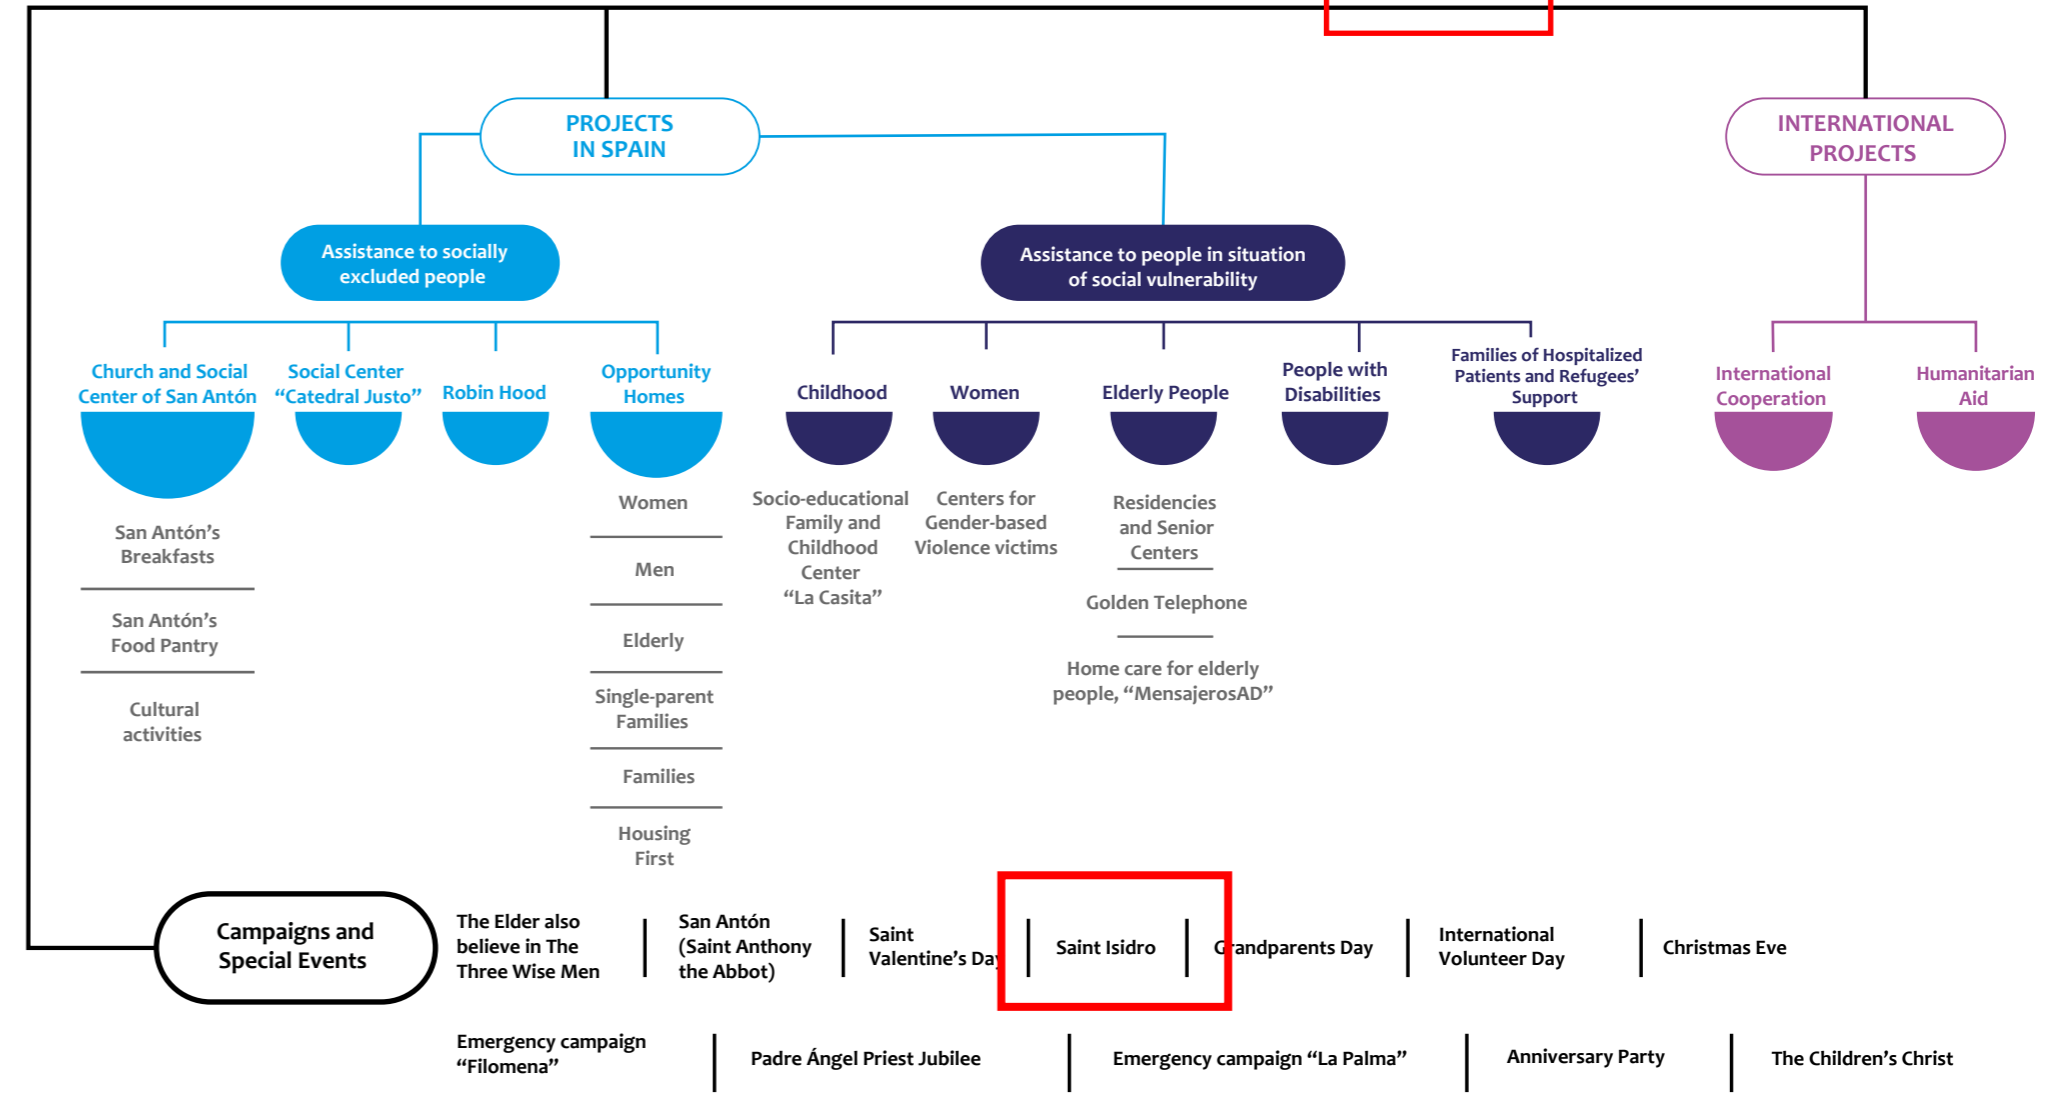 PROJECTS
IN SPAIN
INTERNATIONAL
PROJECTS
Assistance to socially
excluded people
Assistance to people in situation
of social vulnerability
Church and Social
Center of San Antón
Social Center
“Catedral Justo”
Robin Hood
Opportunity
Homes
Childhood
Women
Elderly People
People with
Disabilities
Families of Hospitalized
Patients and Refugees’
Support
International
Cooperation
Humanitarian
Aid
San Antón’s
Breakfasts
San Antón’s
Food Pantry
Cultural
activities
Women
Men
Elderly
Single-parent
Families
Families
Housing
First
Socio-educational
Family and
Childhood
Center
“La Casita”
Centers for
Gender-based
Violence victims
Residencies
and Senior
Centers
Golden Telephone
Home care for elderly
people, “MensajerosAD”
Campaigns and
Special Events
The Elder also
believe in The
Three Wise Men
San Antón
(Saint Anthony
the Abbot)
Saint
Valentine’s Day
Saint Isidro
Grandparents Day
International
Volunteer Day
Christmas Eve
Emergency campaign
“Filomena”
Padre Ángel Priest Jubilee
Emergency campaign “La Palma”
Anniversary Party
The Children’s Christ